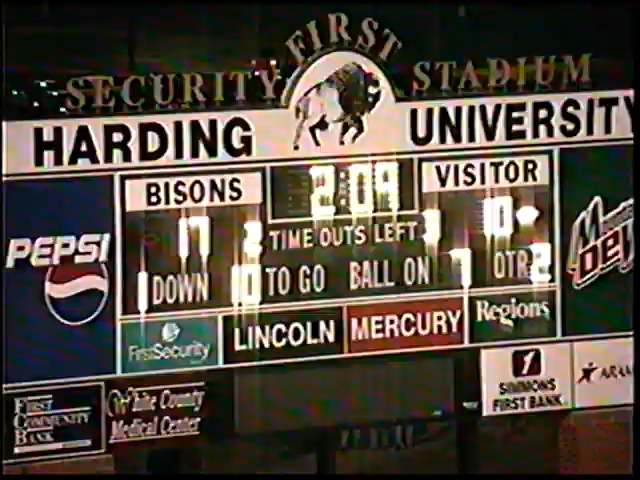 FIRST
SECURITY STADIUM
HARDING UNIVERSITY
BISONS 2:09 VISITOR
17 2 TIME OUTS LEFT 3 10
1 DOWN 10 TO GO BALL ON 7 QTR 2
PEPSI
FirstSecurity LINCOLN MERCURY Regions
SIMMONS
FIRST BANK
FIRST
COMMUNITY
BANK
White County
Medical Center